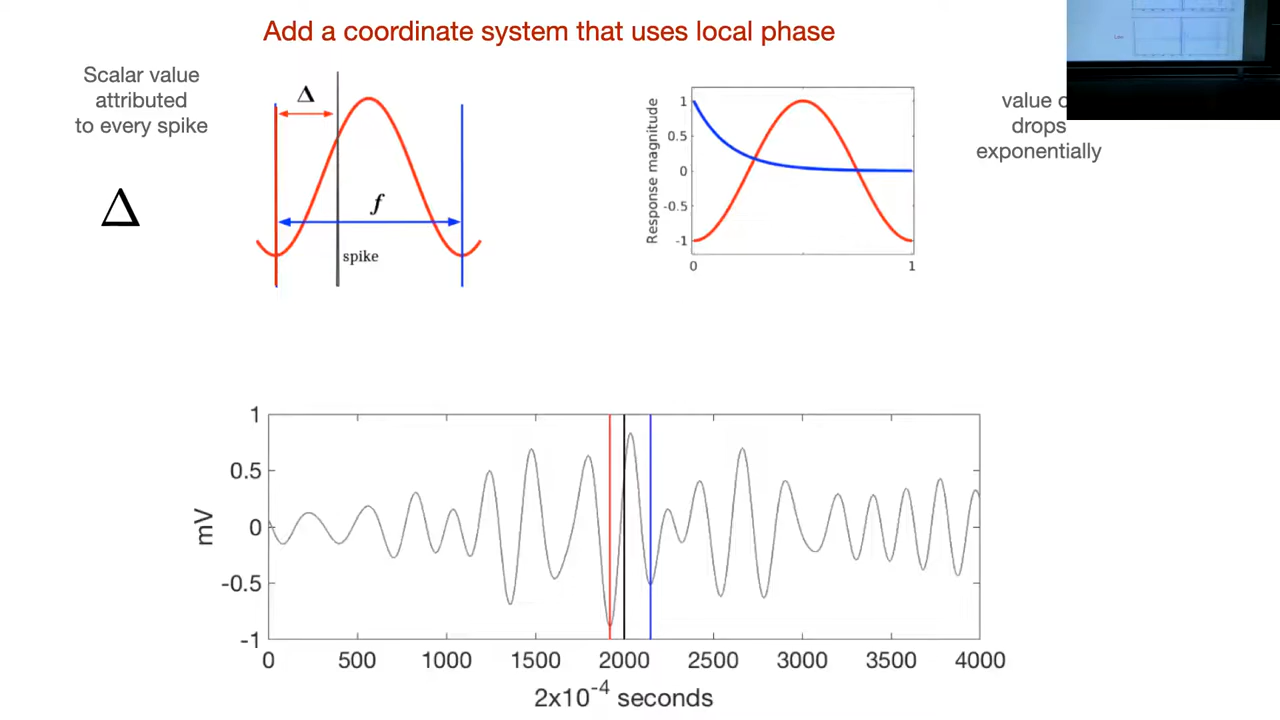 Add a coordinate system that uses local phase
Scalar value
attributed
to every spike
Δ
Δ
f
spike
Response magnitude
1
0.5
0
-0.5
-1
0
1
value
drops
exponentially
mV
1
0.5
0
-0.5
-1
0
500
1000
1500
2000
2500
3000
3500
4000
2x10⁻⁴ seconds